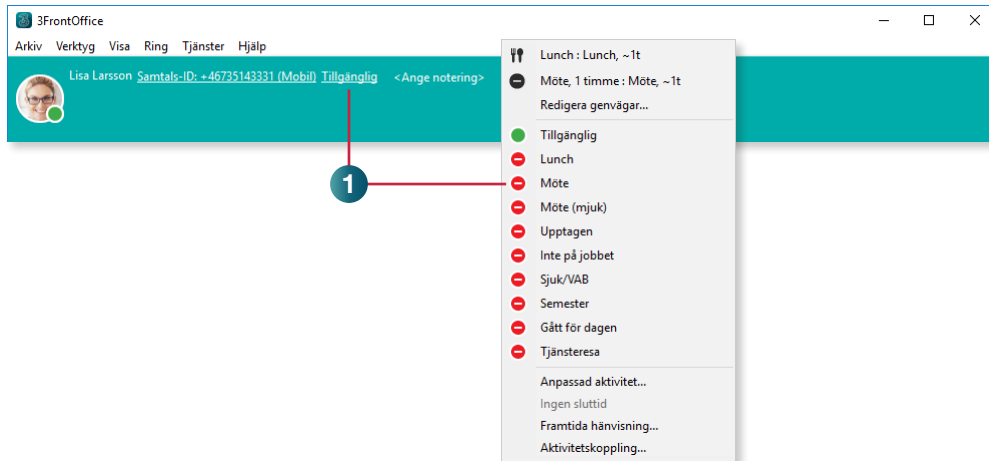 3FrontOffice
Arkiv Verktyg Visa Ring Tjänster Hjälp
Lisa Larsson Samtals-ID: +46735143331 (Mobil) Tillgänglig <Ange notering>
1
Lunch : Lunch, ~1t
Möte, 1 timme : Möte, ~1t
Redigera genvägar...
Tillgänglig
Lunch
Möte
Möte (mjuk)
Upptagen
Inte på jobbet
Sjuk/VAB
Semester
Gått för dagen
Tjänsteresa
Anpassad aktivitet...
Ingen sluttid
Framtida hänvisning...
Aktivitetskoppling...